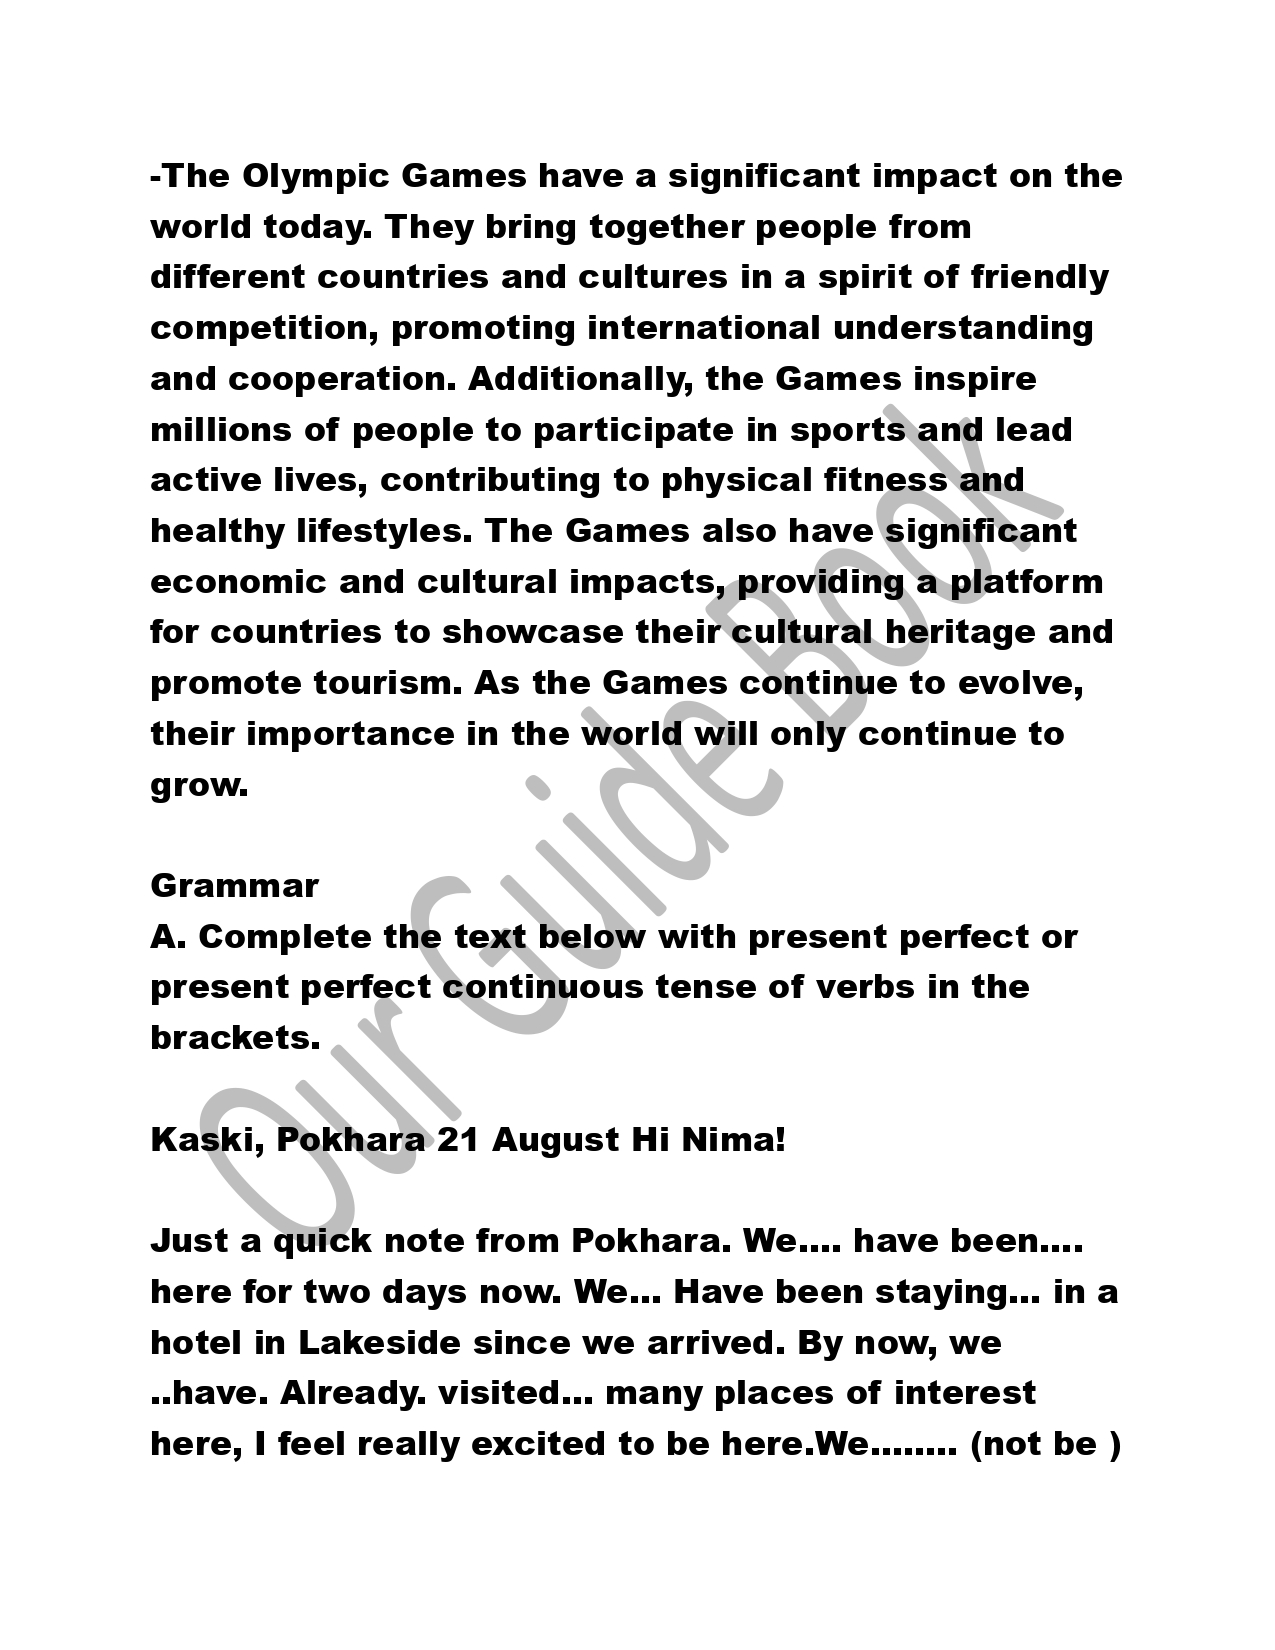 -The Olympic Games have a significant impact on the
world today. They bring together people from
different countries and cultures in a spirit of friendly
competition, promoting international understanding
and cooperation. Additionally, the Games inspire
millions of people to participate in sports and lead
active lives, contributing to physical fitness and
healthy lifestyles. The Games also have significant
economic and cultural impacts, providing a platform
for countries to showcase their cultural heritage and
promote tourism. As the Games continue to evolve,
their importance in the world will only continue to
grow.
Grammar
A. Complete the text below with present perfect or
present perfect continuous tense of verbs in the
brackets.
Kaski, Pokhara 21 August Hi Nima!
Just a quick note from Pokhara. We.... have been....
here for two days now. We... Have been staying... in a
hotel in Lakeside since we arrived. By now, we
..have. Already. visited... many places of interest
here, I feel really excited to be here.We........ (not be )
Our Guide Book